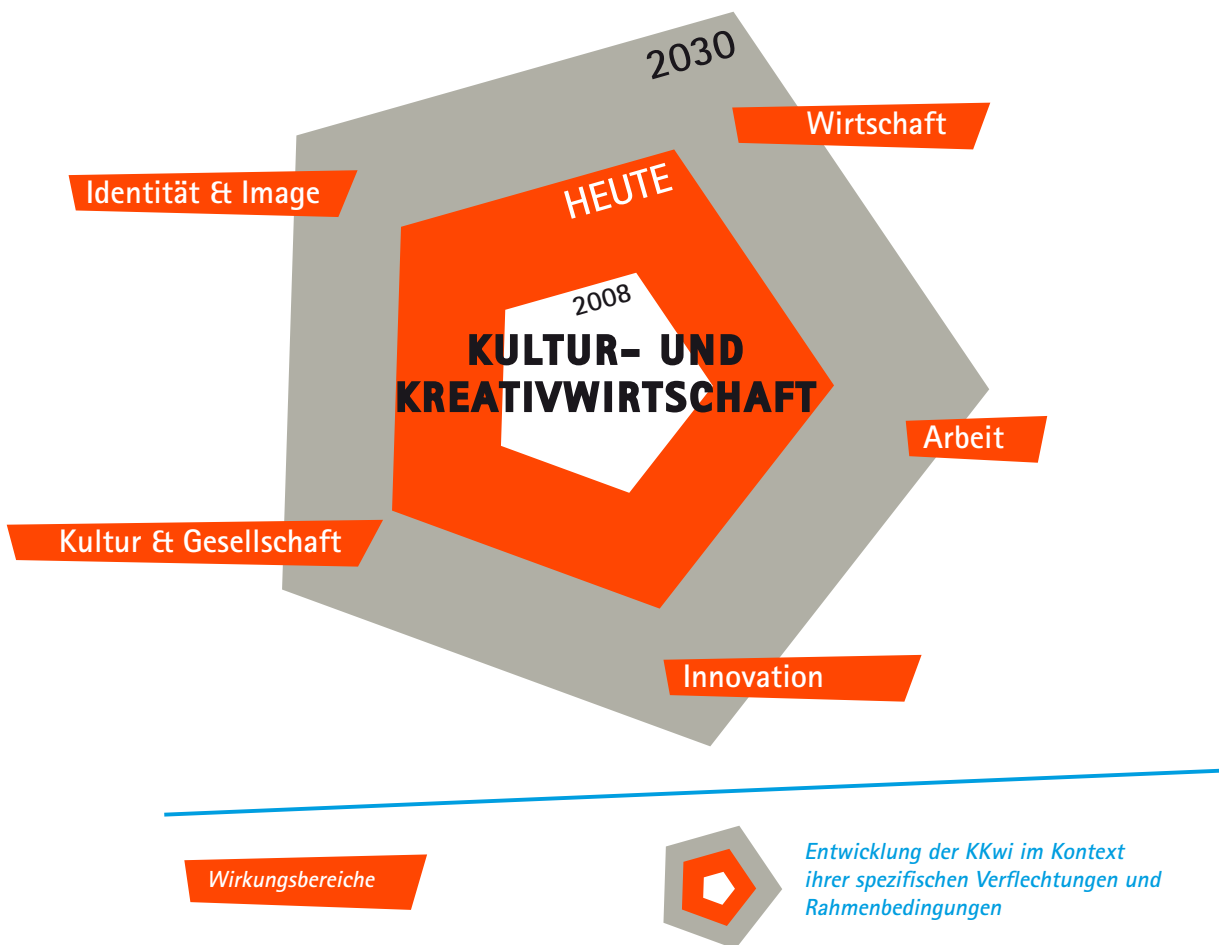 2030
Wirtschaft
Identität & Image
HEUTE
2008
KULTUR- UND
KREATIVWIRTSCHAFT
Arbeit
Kultur & Gesellschaft
Innovation
Wirkungsbereiche
Entwicklung der KKwi im Kontext
ihrer spezifischen Verflechtungen und
Rahmenbedingungen